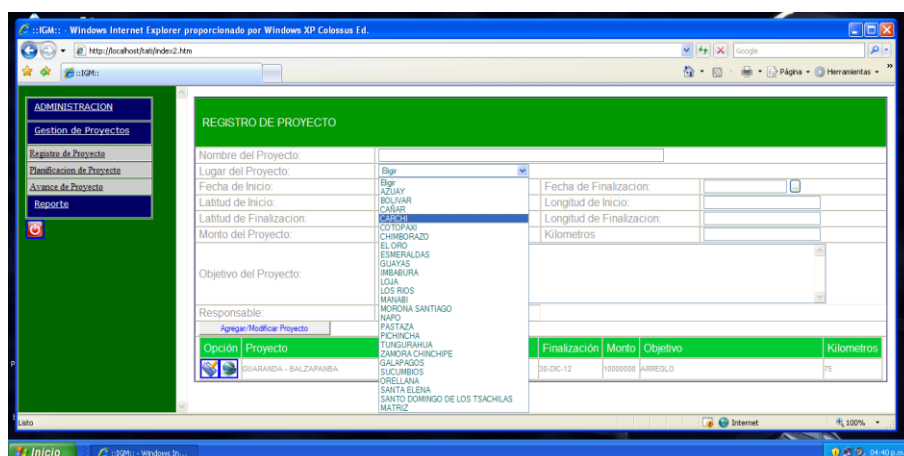 ::IGM:: - Windows Internet Explorer proporcionado por Windows XP Colossus Ed.
http://localhost/tati/index2.htm
Google
::IGM::
Página
Herramientas
ADMINISTRACION
Gestion de Proyectos
Registro de Proyecto
Planificacion de Proyecto
Avance de Proyecto
Reporte
REGISTRO DE PROYECTO
Nombre del Proyecto:
Lugar del Proyecto: Eligir
Fecha de Inicio: Fecha de Finalizacion: ...
Latitud de Inicio: Longitud de Inicio:
Latitud de Finalizacion: Longitud de Finalizacion:
Monto del Proyecto: Kilometros
Objetivo del Proyecto:
Responsable:
Eligir
AZUAY
BOLIVAR
CAÑAR
CARCHI
COTOPAXI
CHIMBORAZO
EL ORO
ESMERALDAS
GUAYAS
IMBABURA
LOJA
LOS RIOS
MANABI
MORONA SANTIAGO
NAPO
PASTAZA
PICHINCHA
TUNGURAHUA
ZAMORA CHINCHIPE
GALAPAGOS
SUCUMBIOS
ORELLANA
SANTA ELENA
SANTO DOMINGO DE LOS TSACHILAS
MATRIZ
Agregar/Modificar Proyecto
Opción Proyecto Finalización Monto Objetivo Kilometros
GUARANDA - BALZAPANBA 30-DIC-12 10000000 ARREGLO 75
Listo
Internet
100%
Inicio
::IGM:: - Windows In...
04:40 p.m.